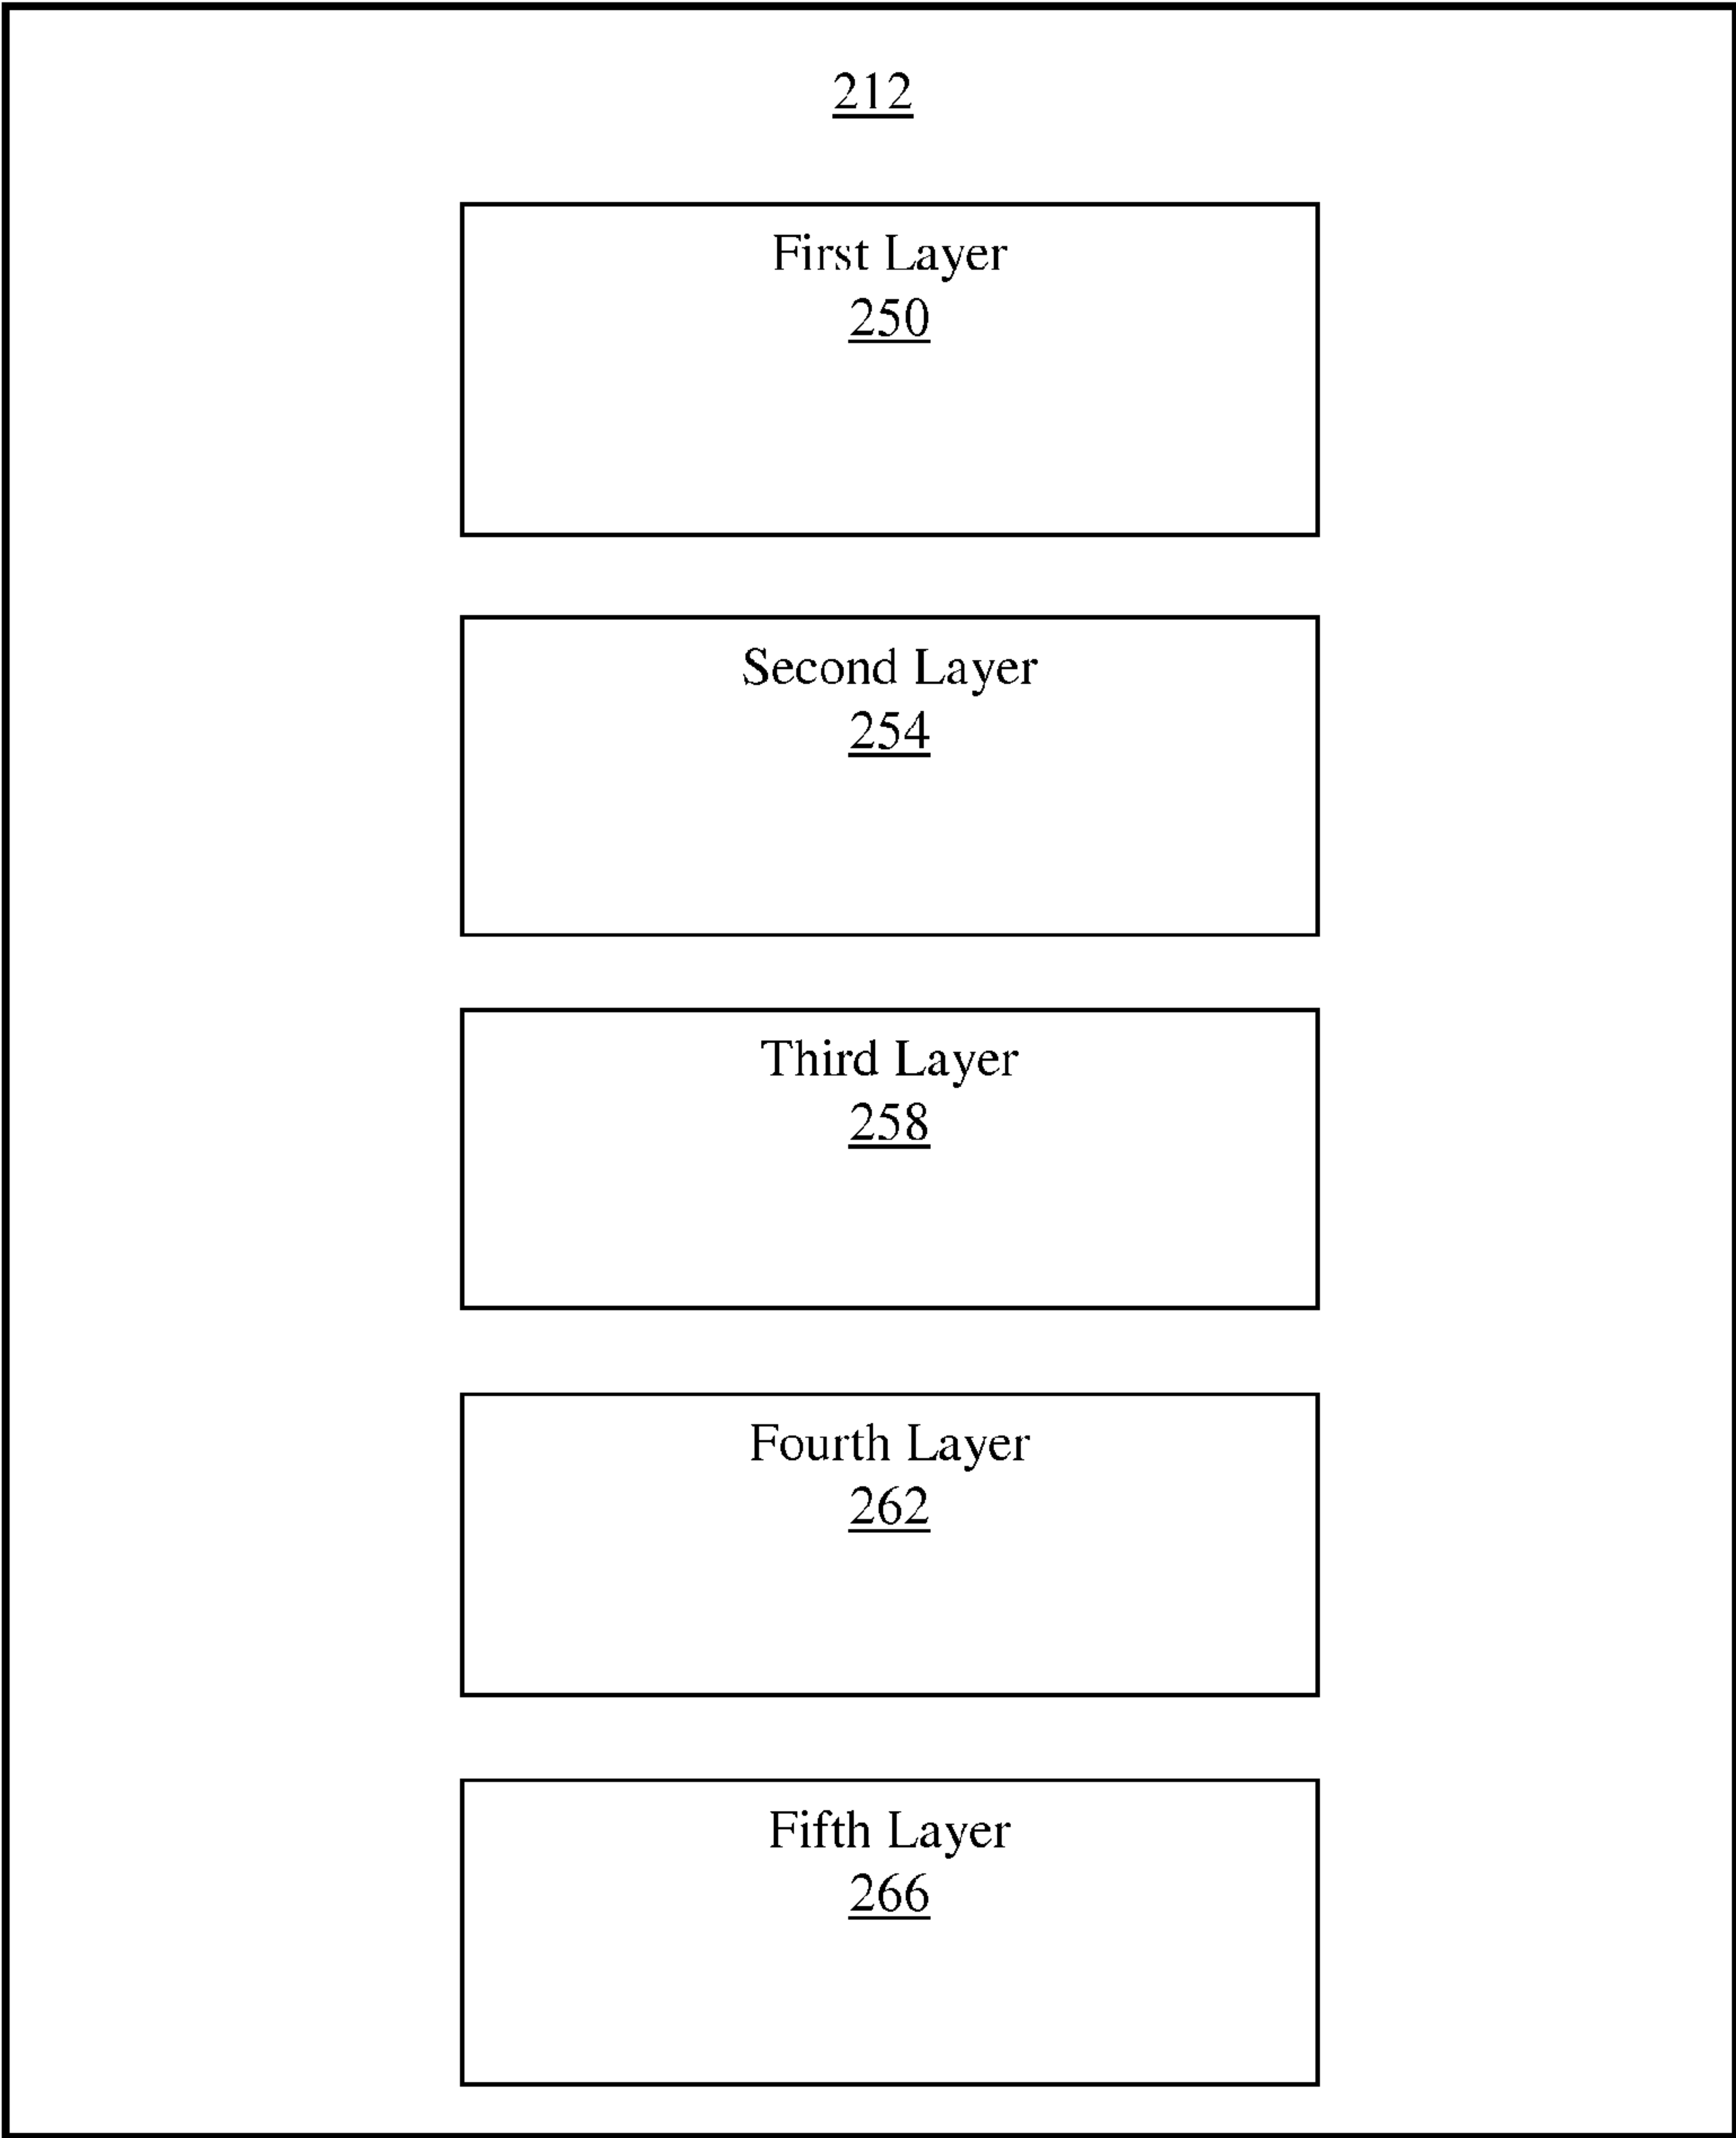 212
First Layer
250
Second Layer
254
Third Layer
258
Fourth Layer
262
Fifth Layer
266